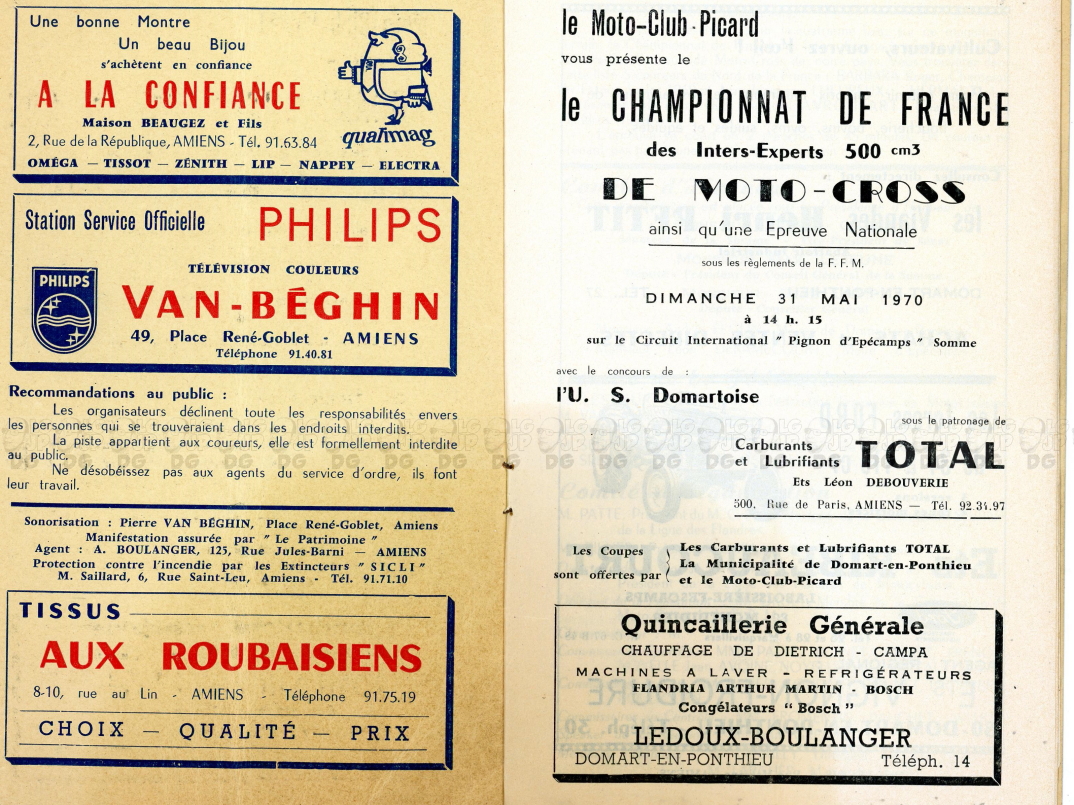 Une bonne Montre
Un beau Bijou
s'achètent en confiance
A LA CONFIANCE
Maison BEAUGEZ et Fils
2, Rue de la République, AMIENS - Tél. 91.63.84
OMÉGA — TISSOT — ZÉNITH — LIP — NAPPEY — ELECTRA
qualimag
Station Service Officielle PHILIPS
PHILIPS
TÉLÉVISION COULEURS
VAN-BÉGHIN
49, Place René-Goblet - AMIENS
Téléphone 91.40.81
Recommandations au public :
Les organisateurs déclinent toute les responsabilités envers
les personnes qui se trouveraient dans les endroits interdits.
La piste appartient aux coureurs, elle est formellement interdite
au public.
Ne désobéissez pas aux agents du service d'ordre, ils font
leur travail.
Sonorisation : Pierre VAN BÉGHIN, Place René-Goblet, Amiens
Manifestation assurée par " Le Patrimoine "
Agent : A. BOULANGER, 125, Rue Jules-Barni — AMIENS
Protection contre l'incendie par les Extincteurs " SICLI "
M. Saillard, 6, Rue Saint-Leu, Amiens - Tél. 91.71.10
TISSUS
AUX ROUBAISIENS
8-10, rue au Lin - AMIENS - Téléphone 91.75.19
CHOIX — QUALITÉ — PRIX
le Moto-Club-Picard
vous présente le
le CHAMPIONNAT DE FRANCE
des Inters-Experts 500 cm3
DE MOTO-CROSS
ainsi qu'une Epreuve Nationale
sous les règlements de la F. F. M.
DIMANCHE 31 MAI 1970
à 14 h. 15
sur le Circuit International " Pignon d'Epécamps " Somme
avec le concours de :
l'U. S. Domartoise
sous le patronage de
Carburants
et Lubrifiants TOTAL
Ets Léon DEBOUVERIE
500, Rue de Paris, AMIENS — Tél. 92.34.97
Les Coupes
sont offertes par
Les Carburants et Lubrifiants TOTAL
La Municipalité de Domart-en-Ponthieu
et le Moto-Club-Picard
Quincaillerie Générale
CHAUFFAGE DE DIETRICH - CAMPA
MACHINES A LAVER - REFRIGÉRATEURS
FLANDRIA ARTHUR MARTIN - BOSCH
Congélateurs " Bosch "
LEDOUX-BOULANGER
DOMART-EN-PONTHIEU Téléph. 14